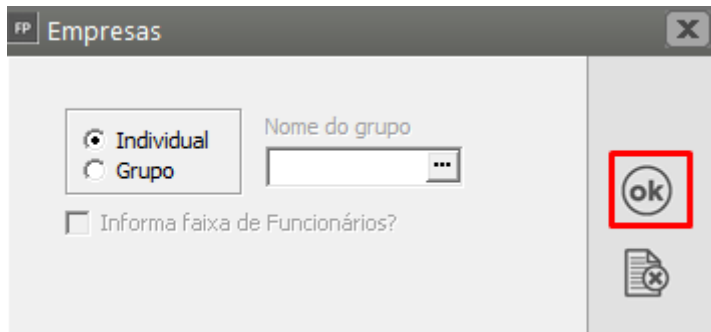 FP Empresas
Individual
Grupo
Nome do grupo
...
Informa faixa de Funcionários?
ok